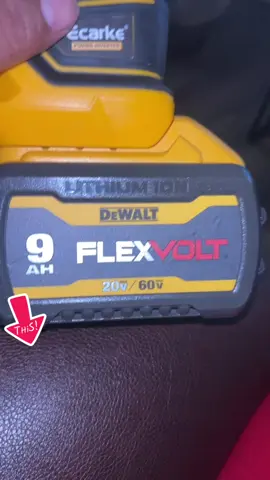 Ecarke
LITHIUM ION
DEWALT
9
AH
FLEXVOLT
20V/60V
THIS!